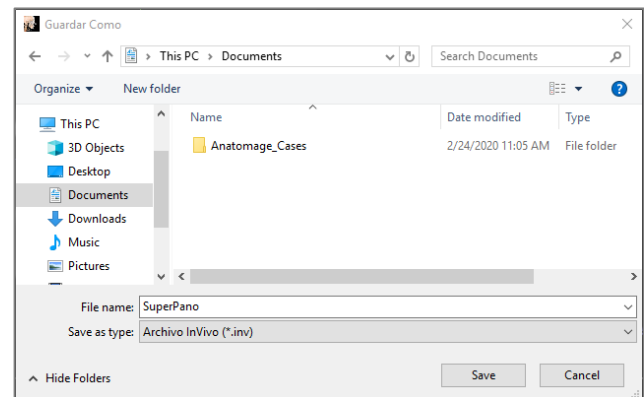 Guardar Como
This PC > Documents
Search Documents
Organize
New folder
Name
Date modified
Type
This PC
3D Objects
Desktop
Documents
Downloads
Music
Pictures
Anatomage_Cases
2/24/2020 11:05 AM
File folder
File name: SuperPano
Save as type: Archivo InVivo (*.inv)
Hide Folders
Save
Cancel